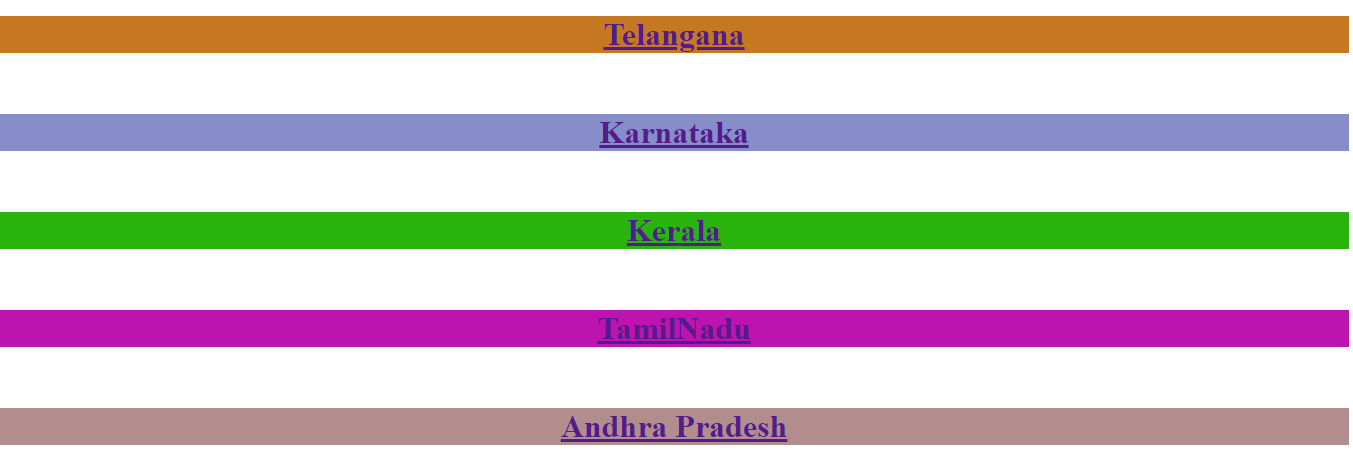 Telangana
Karnataka
Kerala
TamilNadu
Andhra Pradesh